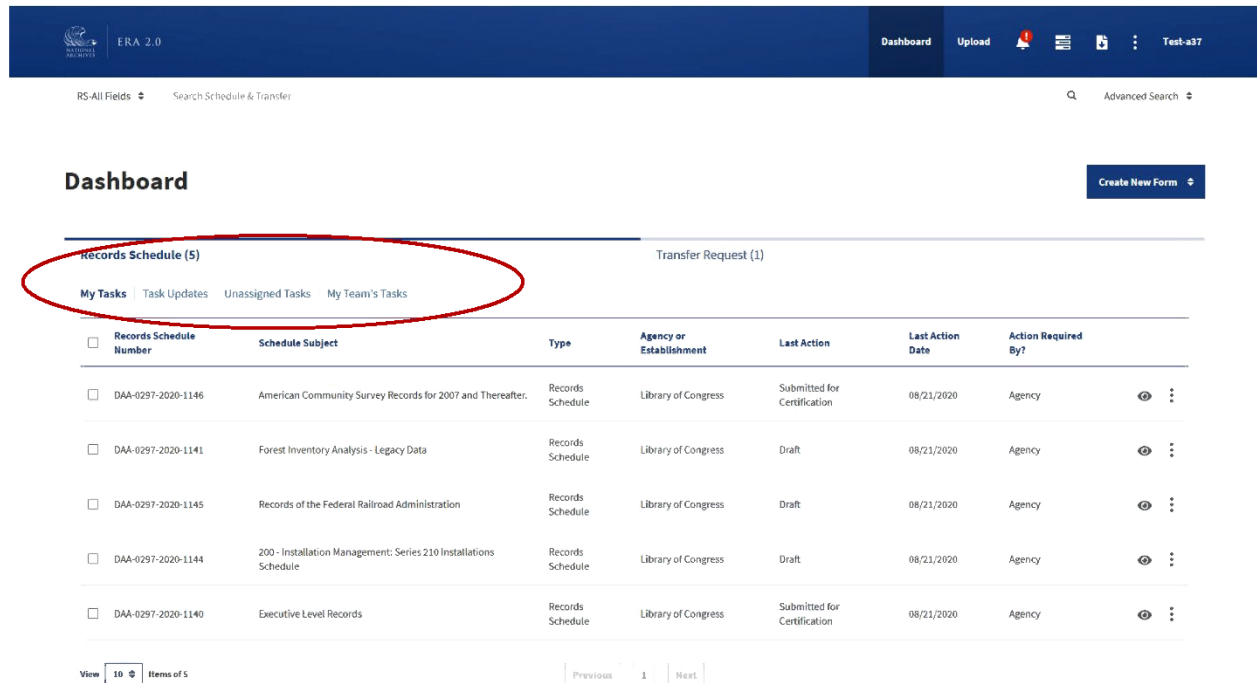 NATIONAL
ARCHIVES
ERA 2.0
Dashboard Upload ! Test-a37
RS-All Fields Search Schedule & Transfer Advanced Search
Dashboard
Create New Form
Records Schedule (5) Transfer Request (1)
My Tasks Task Updates Unassigned Tasks My Team's Tasks
Records Schedule Number Schedule Subject Type Agency or Establishment Last Action Last Action Date Action Required By?
DAA-0297-2020-1146 American Community Survey Records for 2007 and Thereafter. Records Schedule Library of Congress Submitted for Certification 08/21/2020 Agency
DAA-0297-2020-1141 Forest Inventory Analysis - Legacy Data Records Schedule Library of Congress Draft 08/21/2020 Agency
DAA-0297-2020-1145 Records of the Federal Railroad Administration Records Schedule Library of Congress Draft 08/21/2020 Agency
DAA-0297-2020-1144 200 - Installation Management: Series 210 Installations Schedule Records Schedule Library of Congress Draft 08/21/2020 Agency
DAA-0297-2020-1140 Executive Level Records Records Schedule Library of Congress Submitted for Certification 08/21/2020 Agency
View 10 Items of 5 Previous 1 Next